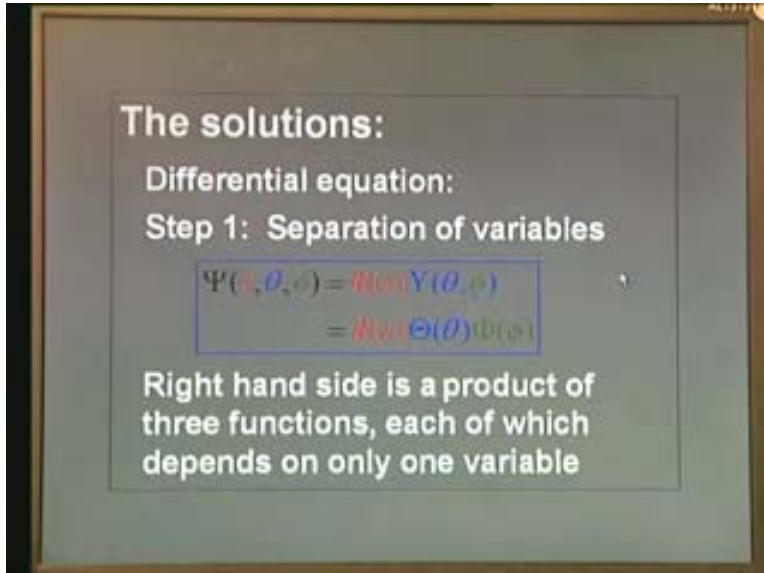 The solutions:
Differential equation:
Step 1: Separation of variables
Ψ(r,θ,φ) = R(r)Y(θ,φ)
= R(r)Θ(θ)Φ(φ)
Right hand side is a product of
three functions, each of which
depends on only one variable